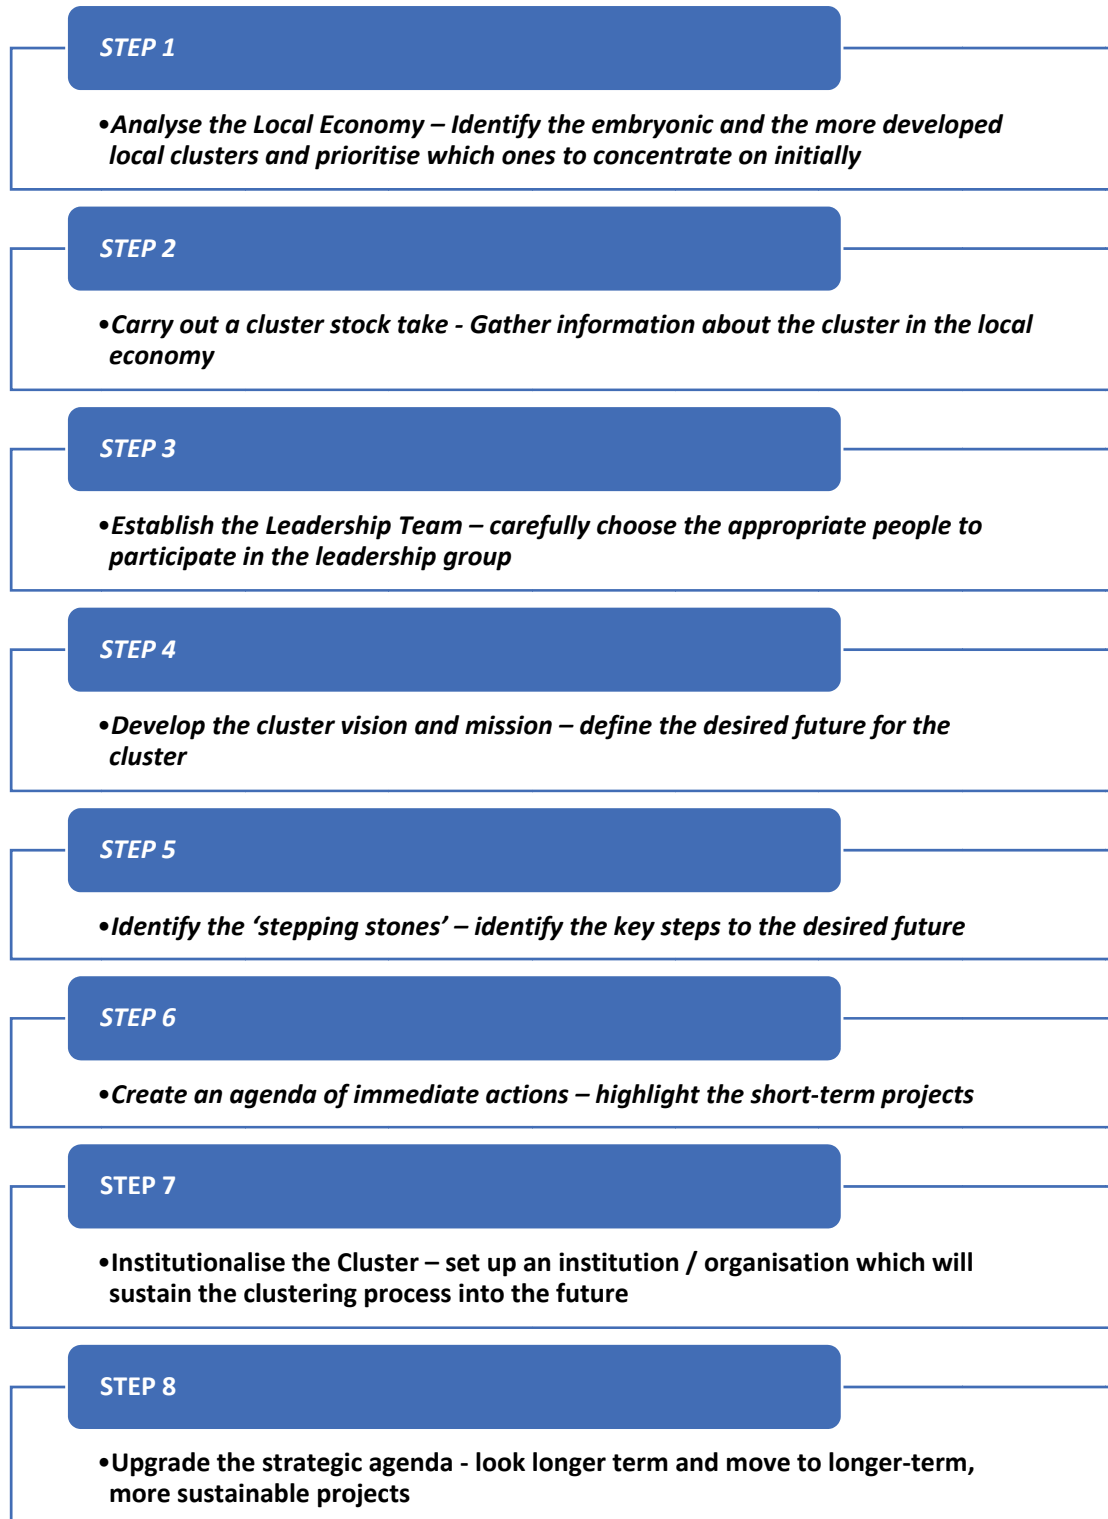 STEP 1
•Analyse the Local Economy – Identify the embryonic and the more developed
local clusters and prioritise which ones to concentrate on initially
STEP 2
•Carry out a cluster stock take - Gather information about the cluster in the local
economy
STEP 3
•Establish the Leadership Team – carefully choose the appropriate people to
participate in the leadership group
STEP 4
•Develop the cluster vision and mission – define the desired future for the
cluster
STEP 5
•Identify the ‘stepping stones’ – identify the key steps to the desired future
STEP 6
•Create an agenda of immediate actions – highlight the short-term projects
STEP 7
•Institutionalise the Cluster – set up an institution / organisation which will
sustain the clustering process into the future
STEP 8
•Upgrade the strategic agenda - look longer term and move to longer-term,
more sustainable projects